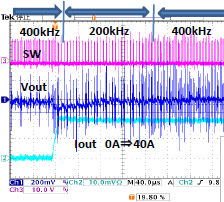 Tek
400kHz 200kHz 400kHz
SW
Vout
Iout 0A⇒40A
Ch1 200mV Ch2 10.0mVΩ M 40.0µs A Ch2 9.8
Ch3 10.0 V
19.80 %